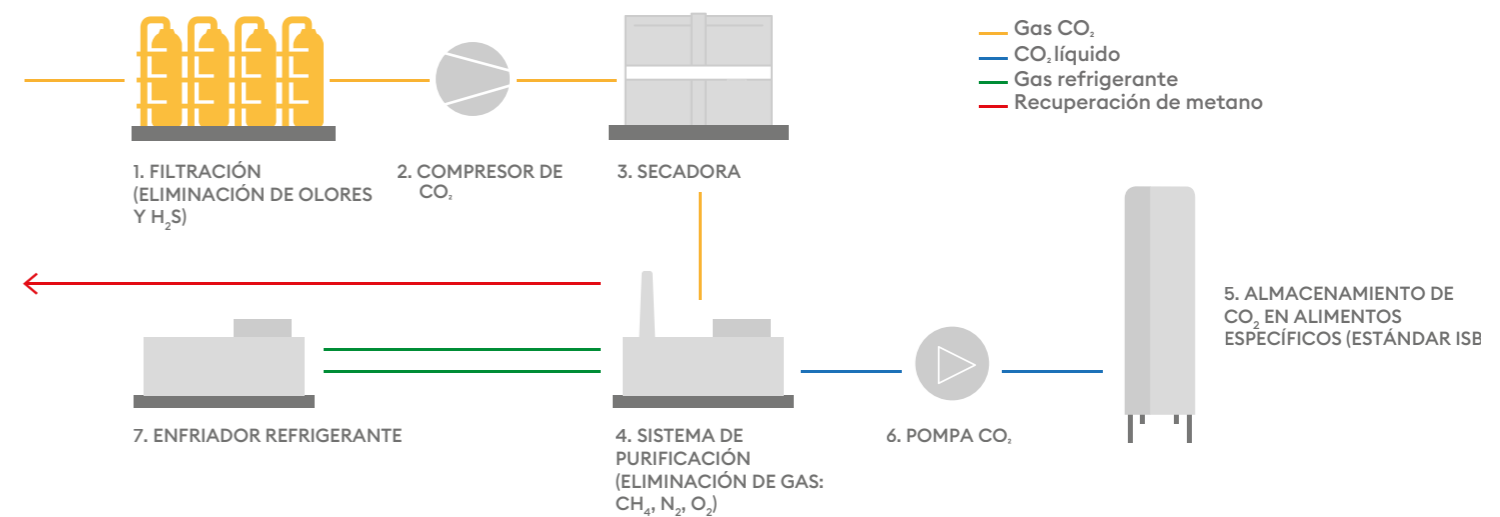 Gas CO₂
CO₂ líquido
Gas refrigerante
Recuperación de metano
1. FILTRACIÓN
(ELIMINACIÓN DE OLORES
Y H₂S)
2. COMPRESOR DE
CO₂
3. SECADORA
5. ALMACENAMIENTO DE
CO₂ EN ALIMENTOS
ESPECÍFICOS (ESTÁNDAR ISB
7. ENFRIADOR REFRIGERANTE
4. SISTEMA DE
PURIFICACIÓN
(ELIMINACIÓN DE GAS:
CH₄, N₂, O₂)
6. POMPA CO₂